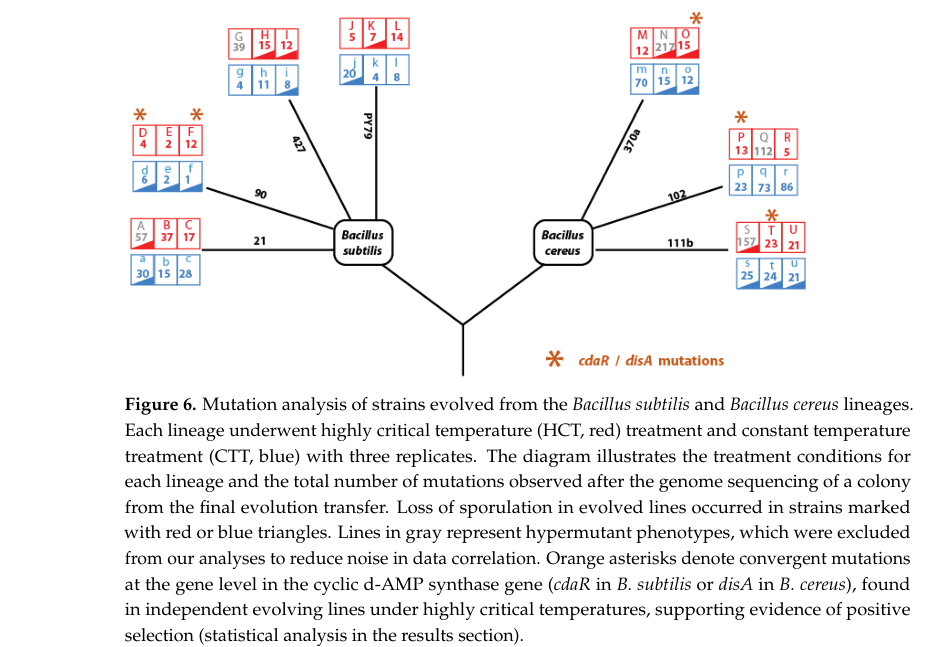 G H I
39 15 12
g h i
4 11 8
J K L
5 7 14
j k l
20 4 8
M N O
12 217 15
m n o
70 15 12
D E F
4 2 12
d e f
6 2 1
P Q R
13 112 5
p q r
23 73 86
A B C
57 37 17
a b c
30 15 28
S T U
157 23 21
s t u
25 24 21
427
PY79
370a
90
102
21
111b
Bacillus
subtilis
Bacillus
cereus
* cdaR / disA mutations
Figure 6. Mutation analysis of strains evolved from the Bacillus subtilis and Bacillus cereus lineages.
Each lineage underwent highly critical temperature (HCT, red) treatment and constant temperature
treatment (CTT, blue) with three replicates. The diagram illustrates the treatment conditions for
each lineage and the total number of mutations observed after the genome sequencing of a colony
from the final evolution transfer. Loss of sporulation in evolved lines occurred in strains marked
with red or blue triangles. Lines in gray represent hypermutant phenotypes, which were excluded
from our analyses to reduce noise in data correlation. Orange asterisks denote convergent mutations
at the gene level in the cyclic d-AMP synthase gene (cdaR in B. subtilis or disA in B. cereus), found
in independent evolving lines under highly critical temperatures, supporting evidence of positive
selection (statistical analysis in the results section).